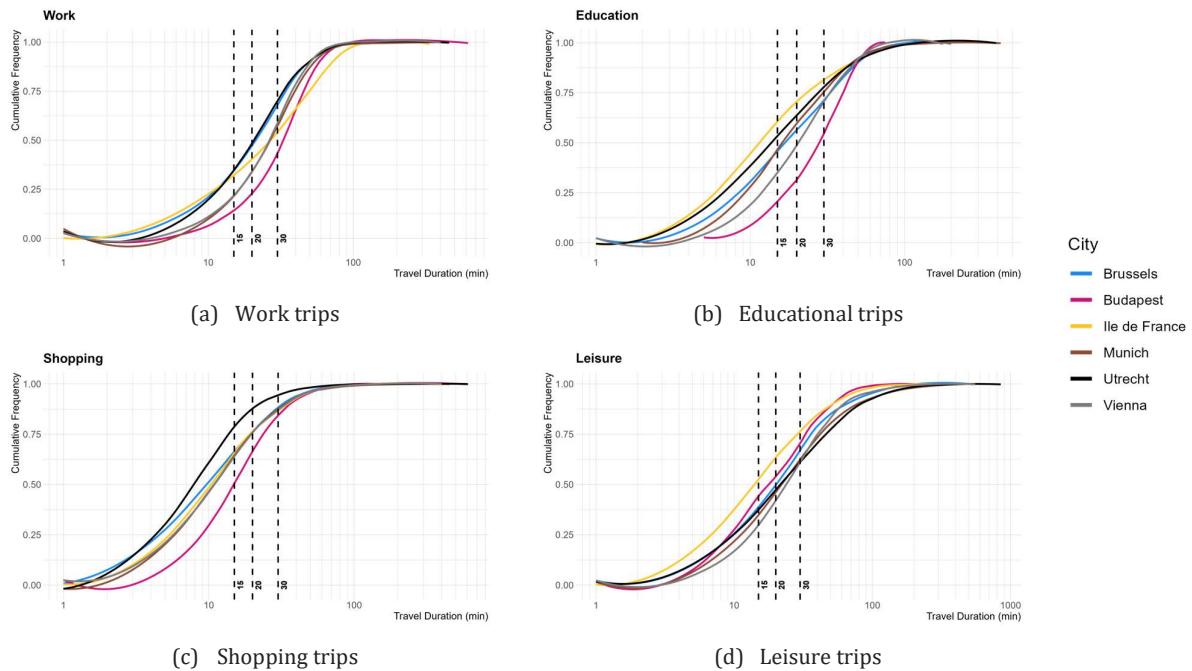 Work
Cumulative Frequency
1.00
0.75
0.50
0.25
0.00
15
20
30
1
10
100
Travel Duration (min)
(a) Work trips
Education
Cumulative Frequency
1.00
0.75
0.50
0.25
0.00
15
20
30
1
10
100
Travel Duration (min)
(b) Educational trips
City
Brussels
Budapest
Ile de France
Munich
Utrecht
Vienna
Shopping
Cumulative Frequency
1.00
0.75
0.50
0.25
0.00
15
20
30
1
10
100
Travel Duration (min)
(c) Shopping trips
Leisure
Cumulative Frequency
1.00
0.75
0.50
0.25
0.00
15
20
30
1
10
100
1000
Travel Duration (min)
(d) Leisure trips